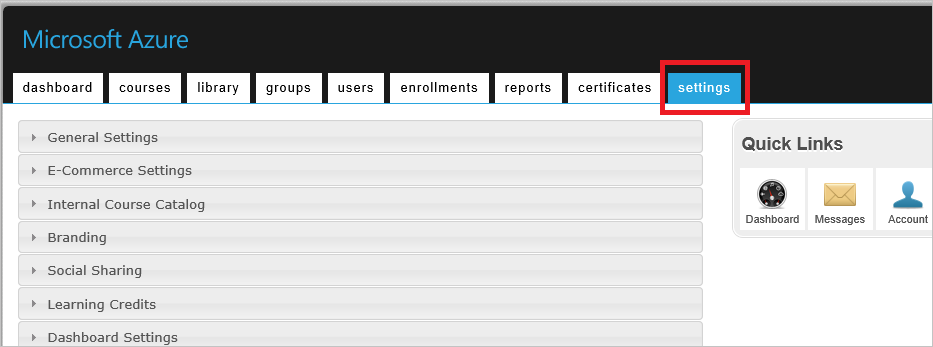 Microsoft Azure
dashboard courses library groups users enrollments reports certificates settings
General Settings
E-Commerce Settings
Internal Course Catalog
Branding
Social Sharing
Learning Credits
Dashboard Settings
Quick Links
Dashboard Messages Account